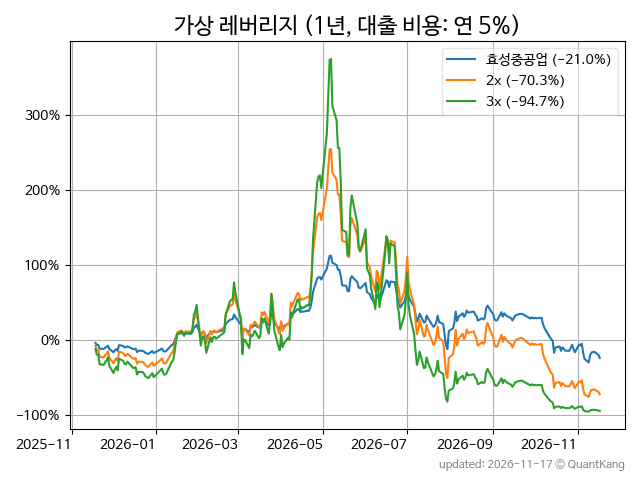 가상 레버리지 (1년, 대출 비용: 연 5%)
효성중공업 (−21.0%)
2x (−70.3%)
3x (−94.7%)
300%
200%
100%
0%
−100%
2025-11 2026-01 2026-03 2026-05 2026-07 2026-09 2026-11
updated: 2026-11-17 © QuantKang